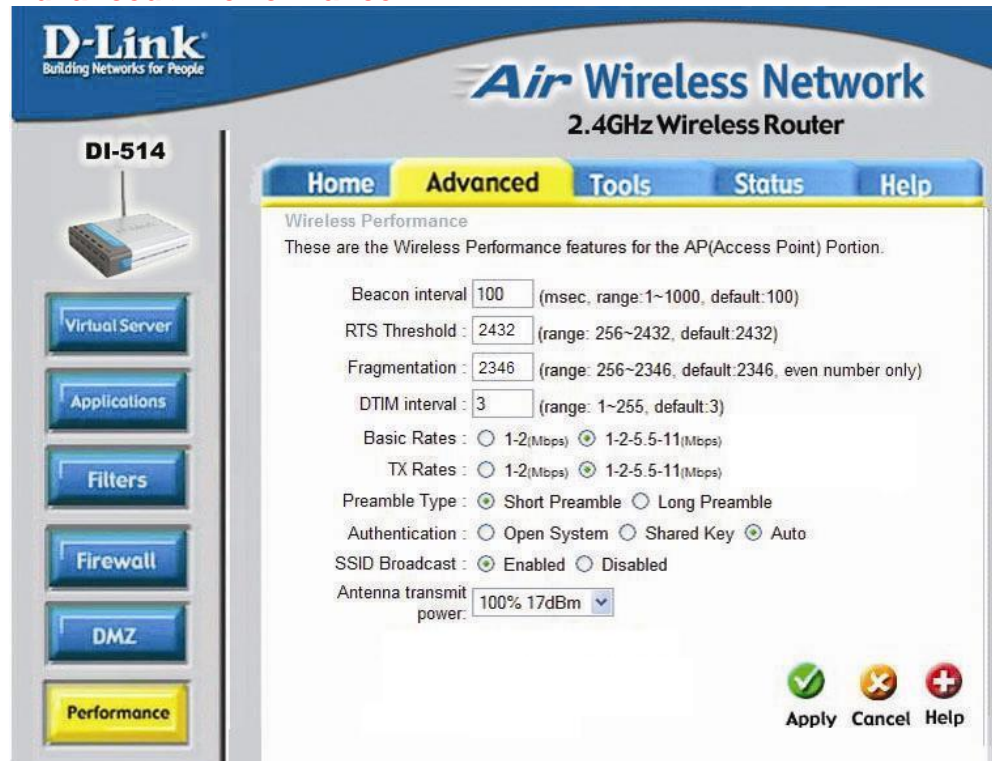 D-Link
Building Networks for People
Air Wireless Network
2.4GHz Wireless Router
DI-514
Home Advanced Tools Status Help
Wireless Performance
These are the Wireless Performance features for the AP(Access Point) Portion.
Beacon interval 100 (msec, range:1~1000, default:100)
RTS Threshold : 2432 (range: 256~2432, default:2432)
Fragmentation : 2346 (range: 256~2346, default:2346, even number only)
DTIM interval : 3 (range: 1~255, default:3)
Basic Rates : 1-2(Mbps) 1-2-5.5-11(Mbps)
TX Rates : 1-2(Mbps) 1-2-5.5-11(Mbps)
Preamble Type : Short Preamble Long Preamble
Authentication : Open System Shared Key Auto
SSID Broadcast : Enabled Disabled
Antenna transmit
power: 100% 17dBm
Virtual Server
Applications
Filters
Firewall
DMZ
Performance
Apply Cancel Help